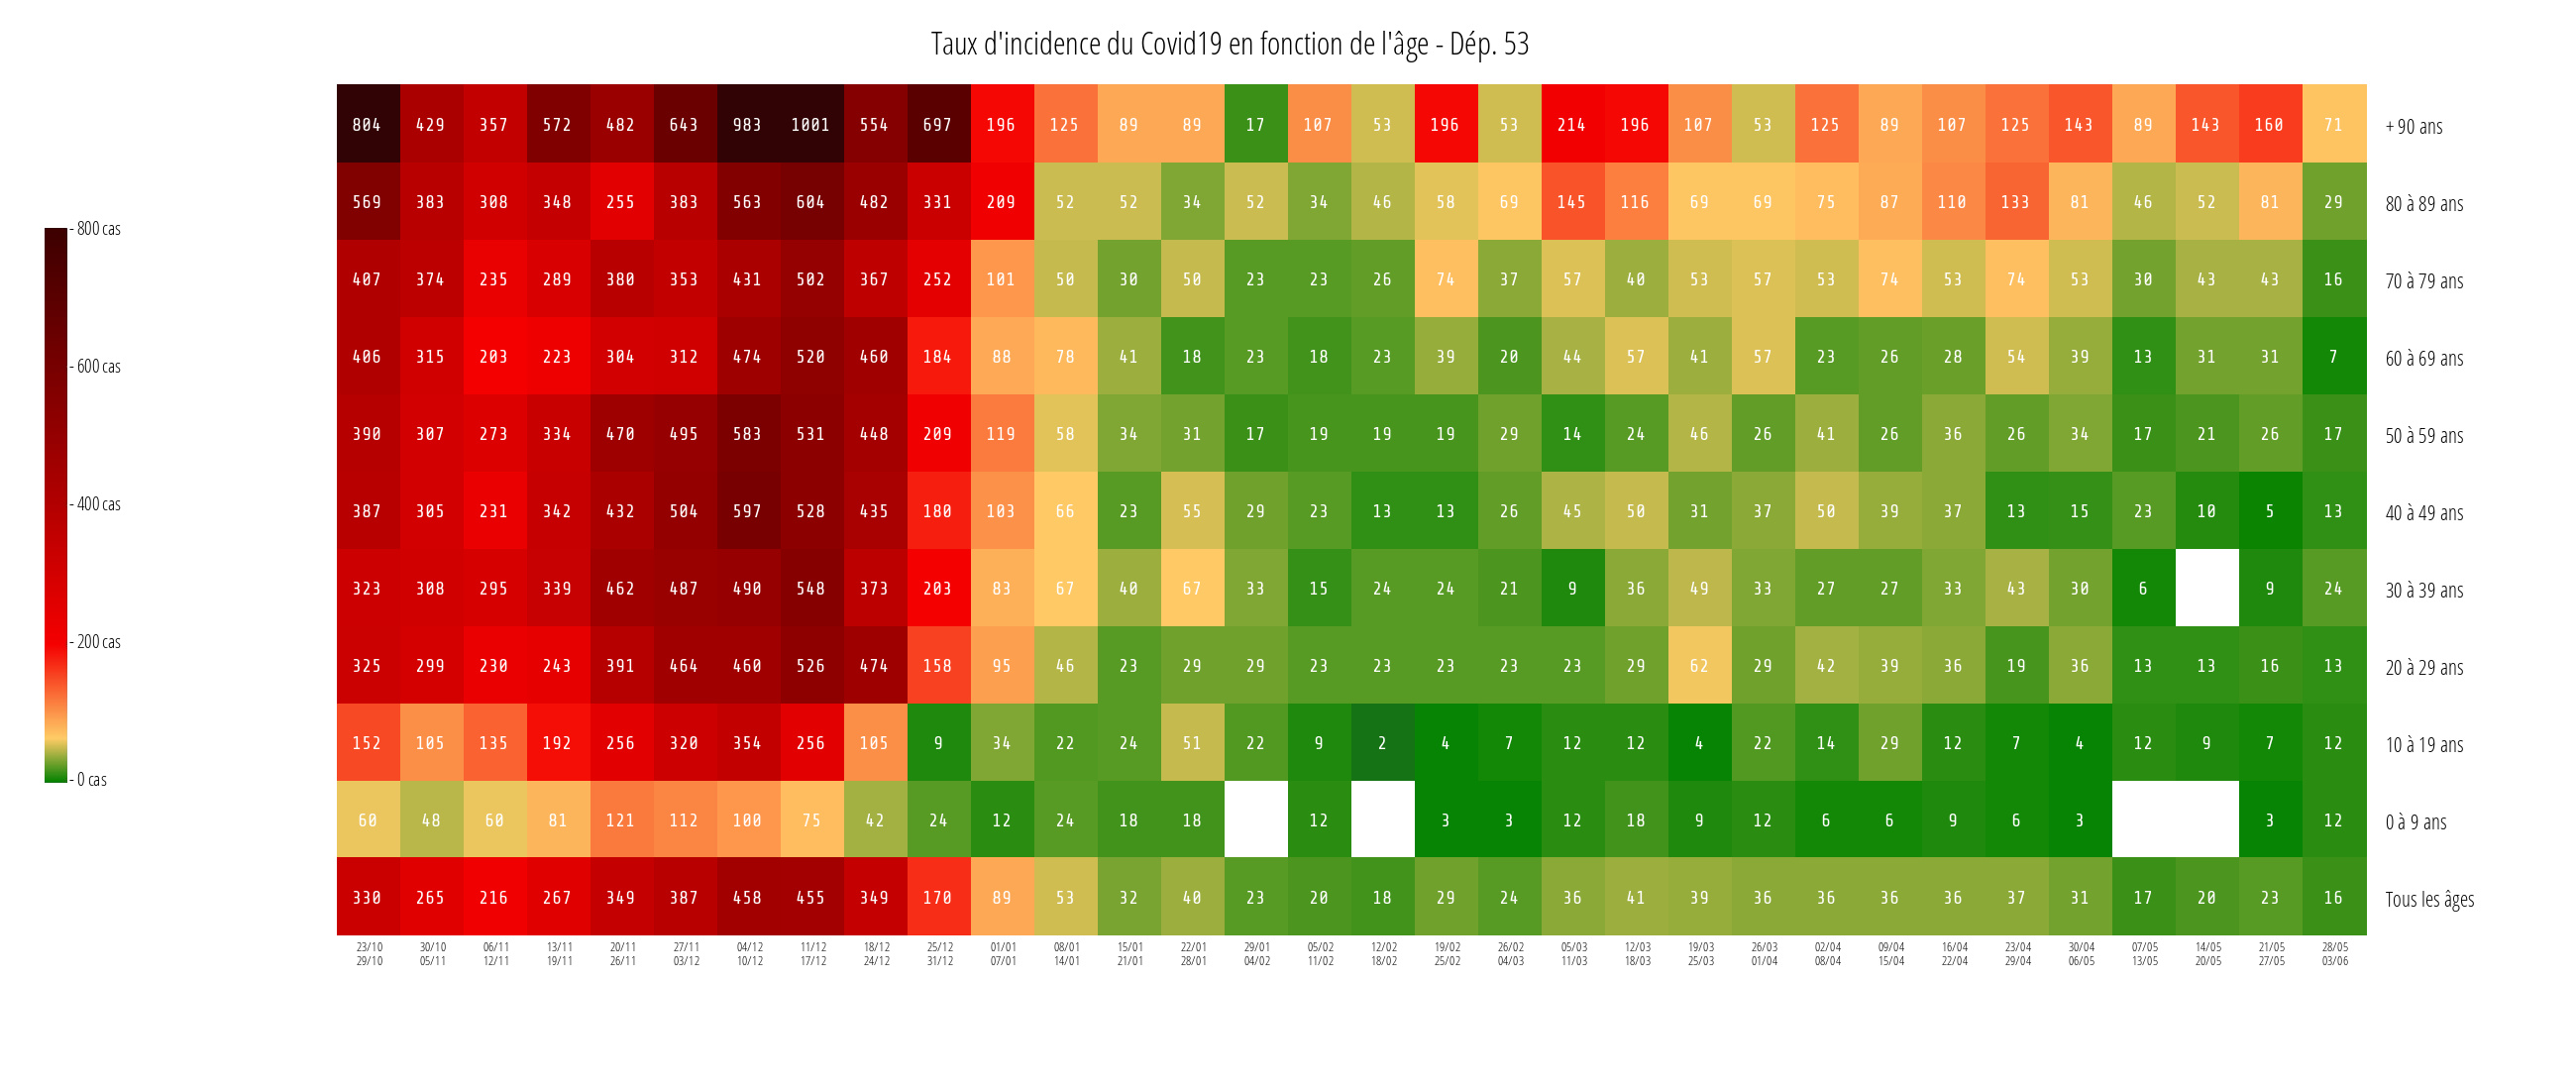 Taux d'incidence du Covid19 en fonction de l'âge - Dép. 53
- 800 cas
- 600 cas
- 400 cas
- 200 cas
- 0 cas
804 429 357 572 482 643 983 1001 554 697 196 125 89 89 17 107 53 196 53 214 196 107 53 125 89 107 125 143 89 143 160 71 + 90 ans
569 383 308 348 255 383 563 604 482 331 209 52 52 34 52 34 46 58 69 145 116 69 69 75 87 110 133 81 46 52 81 29 80 à 89 ans
407 374 235 289 380 353 431 502 367 252 101 50 30 50 23 23 26 74 37 57 40 53 57 53 74 53 74 53 30 43 43 16 70 à 79 ans
406 315 203 223 304 312 474 520 460 184 88 78 41 18 23 18 23 39 20 44 57 41 57 23 26 28 54 39 13 31 31 7 60 à 69 ans
390 307 273 334 470 495 583 531 448 209 119 58 34 31 17 19 19 19 29 14 24 46 26 41 26 36 26 34 17 21 26 17 50 à 59 ans
387 305 231 342 432 504 597 528 435 180 103 66 23 55 29 23 13 13 26 45 50 31 37 50 39 37 13 15 23 10 5 13 40 à 49 ans
323 308 295 339 462 487 490 548 373 203 83 67 40 67 33 15 24 24 21 9 36 49 33 27 27 33 43 30 6 9 24 30 à 39 ans
325 299 230 243 391 464 460 526 474 158 95 46 23 29 29 23 23 23 23 23 29 62 29 42 39 36 19 36 13 13 16 13 20 à 29 ans
152 105 135 192 256 320 354 256 105 9 34 22 24 51 22 9 2 4 7 12 12 4 22 14 29 12 7 4 12 9 7 12 10 à 19 ans
60 48 60 81 121 112 100 75 42 24 12 24 18 18 12 3 3 12 18 9 12 6 6 9 6 3 3 12 0 à 9 ans
330 265 216 267 349 387 458 455 349 170 89 53 32 40 23 20 18 29 24 36 41 39 36 36 36 36 37 31 17 20 23 16 Tous les âges
23/10 30/10 06/11 13/11 20/11 27/11 04/12 11/12 18/12 25/12 01/01 08/01 15/01 22/01 29/01 05/02 12/02 19/02 26/02 05/03 12/03 19/03 26/03 02/04 09/04 16/04 23/04 30/04 07/05 14/05 21/05 28/05
29/10 05/11 12/11 19/11 26/11 03/12 10/12 17/12 24/12 31/12 07/01 14/01 21/01 28/01 04/02 11/02 18/02 25/02 04/03 11/03 18/03 25/03 01/04 08/04 15/04 22/04 29/04 06/05 13/05 20/05 27/05 03/06